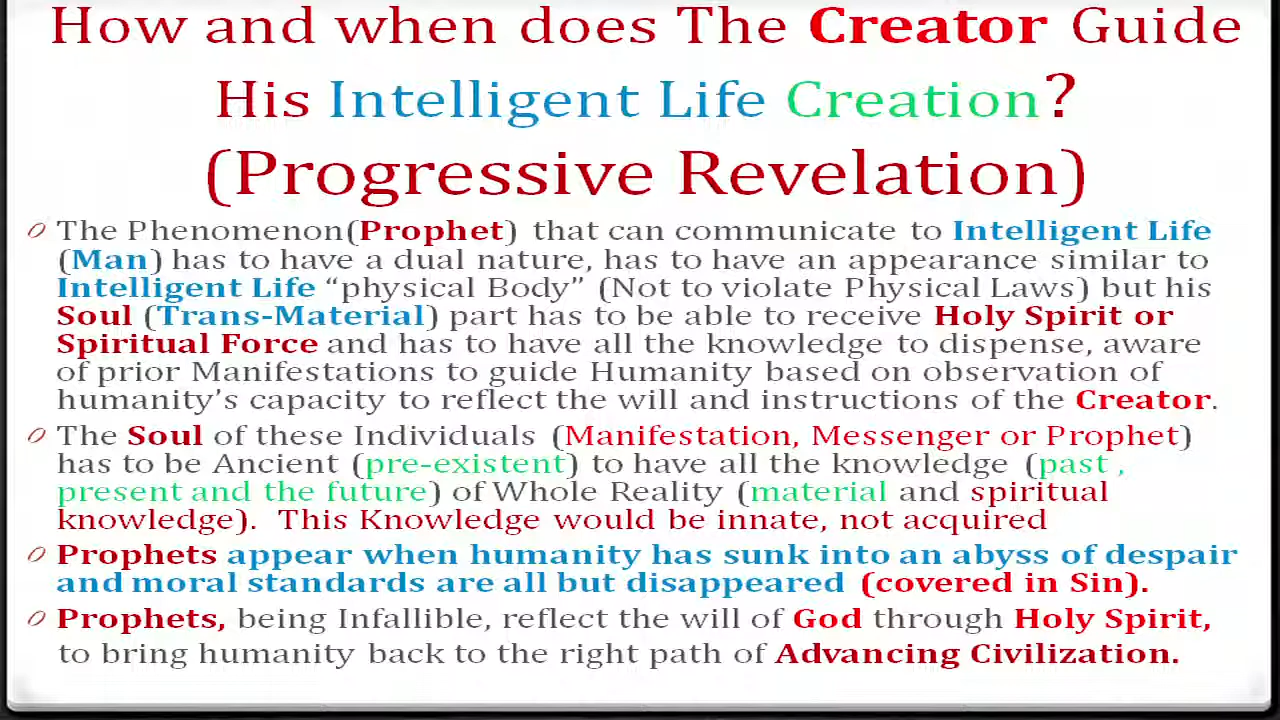 How and when does The Creator Guide
His Intelligent Life Creation?
(Progressive Revelation)
The Phenomenon(Prophet) that can communicate to Intelligent Life
(Man) has to have a dual nature, has to have an appearance similar to
Intelligent Life “physical Body” (Not to violate Physical Laws) but his
Soul (Trans-Material) part has to be able to receive Holy Spirit or
Spiritual Force and has to have all the knowledge to dispense, aware
of prior Manifestations to guide Humanity based on observation of
humanity’s capacity to reflect the will and instructions of the Creator.
The Soul of these Individuals (Manifestation, Messenger or Prophet)
has to be Ancient (pre-existent) to have all the knowledge (past ,
present and the future) of Whole Reality (material and spiritual
knowledge). This Knowledge would be innate, not acquired
Prophets appear when humanity has sunk into an abyss of despair
and moral standards are all but disappeared (covered in Sin).
Prophets, being Infallible, reflect the will of God through Holy Spirit,
to bring humanity back to the right path of Advancing Civilization.